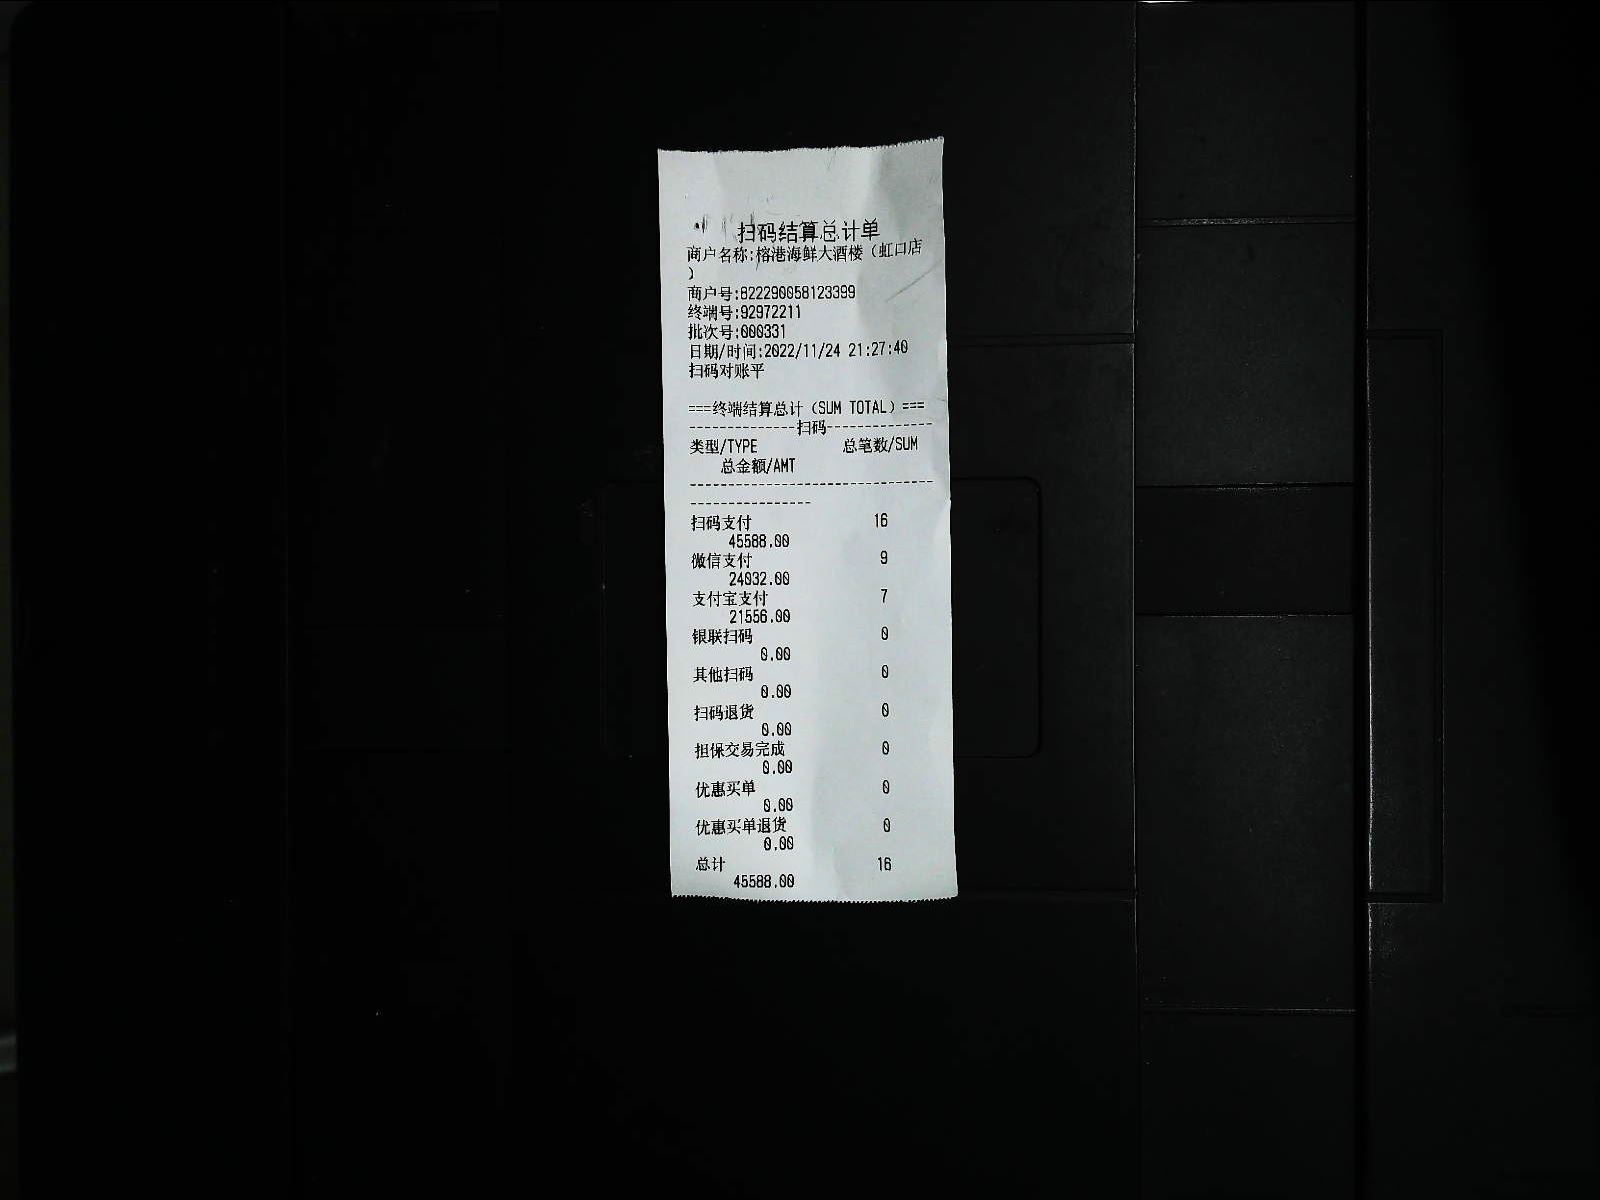 扫码结算总计单
商户名称:榕港海鲜大酒楼（虹口店
）
商户号:822290058123399
终端号:92972211
批次号:000331
日期/时间:2022/11/24 21:27:40
扫码对账平
===终端结算总计（SUM TOTAL）===
--------------扫码--------------
类型/TYPE 总笔数/SUM
总金额/AMT
--------------------------------
----------------
扫码支付 16
45588.00
微信支付 9
24032.00
支付宝支付 7
21556.00
银联扫码 0
0.00
其他扫码 0
0.00
扫码退货 0
0.00
担保交易完成 0
0.00
优惠买单 0
0.00
优惠买单退货 0
0.00
总计 16
45588.00